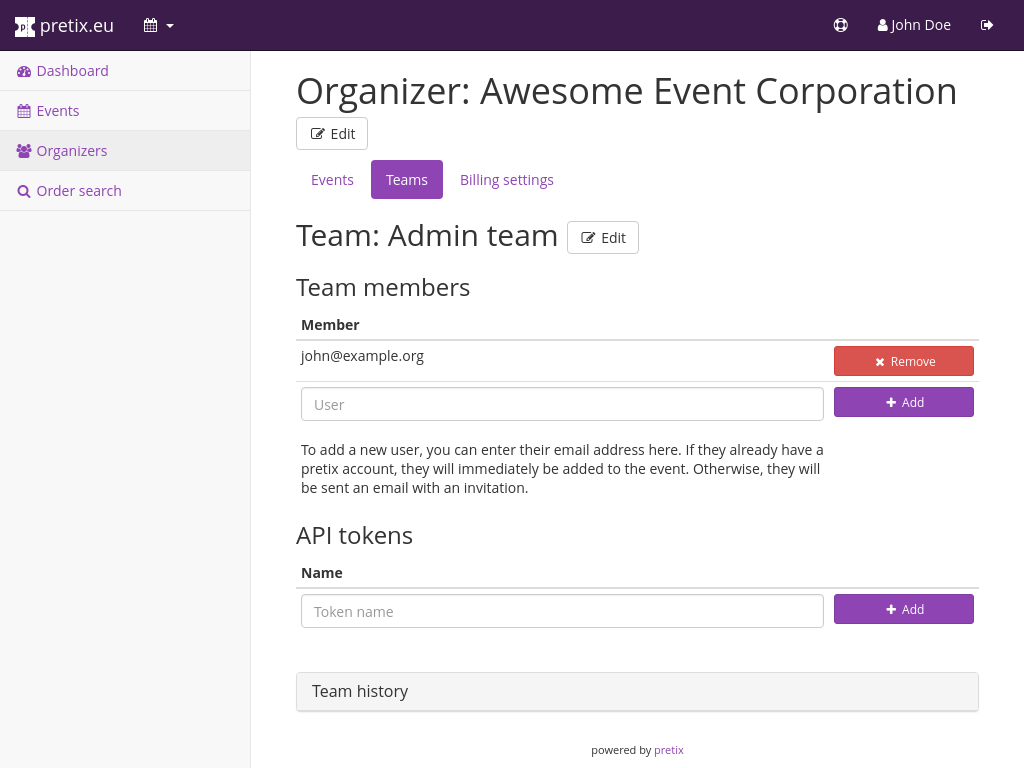 pretix.eu
John Doe
Dashboard
Events
Organizers
Order search
Organizer: Awesome Event Corporation
Edit
Events Teams Billing settings
Team: Admin team Edit
Team members
Member
john@example.org Remove
User Add
To add a new user, you can enter their email address here. If they already have a
pretix account, they will immediately be added to the event. Otherwise, they will
be sent an email with an invitation.
API tokens
Name
Token name Add
Team history
powered by pretix